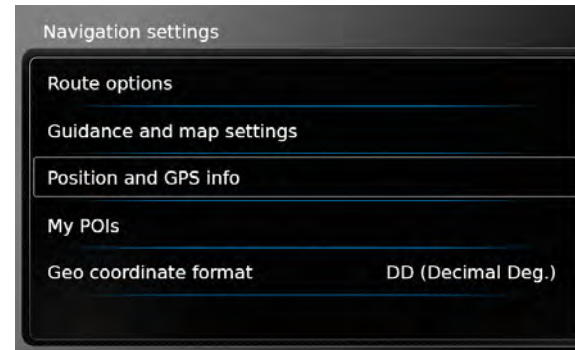 Navigation settings
Route options
Guidance and map settings
Position and GPS info
My POIs
Geo coordinate format DD (Decimal Deg.)